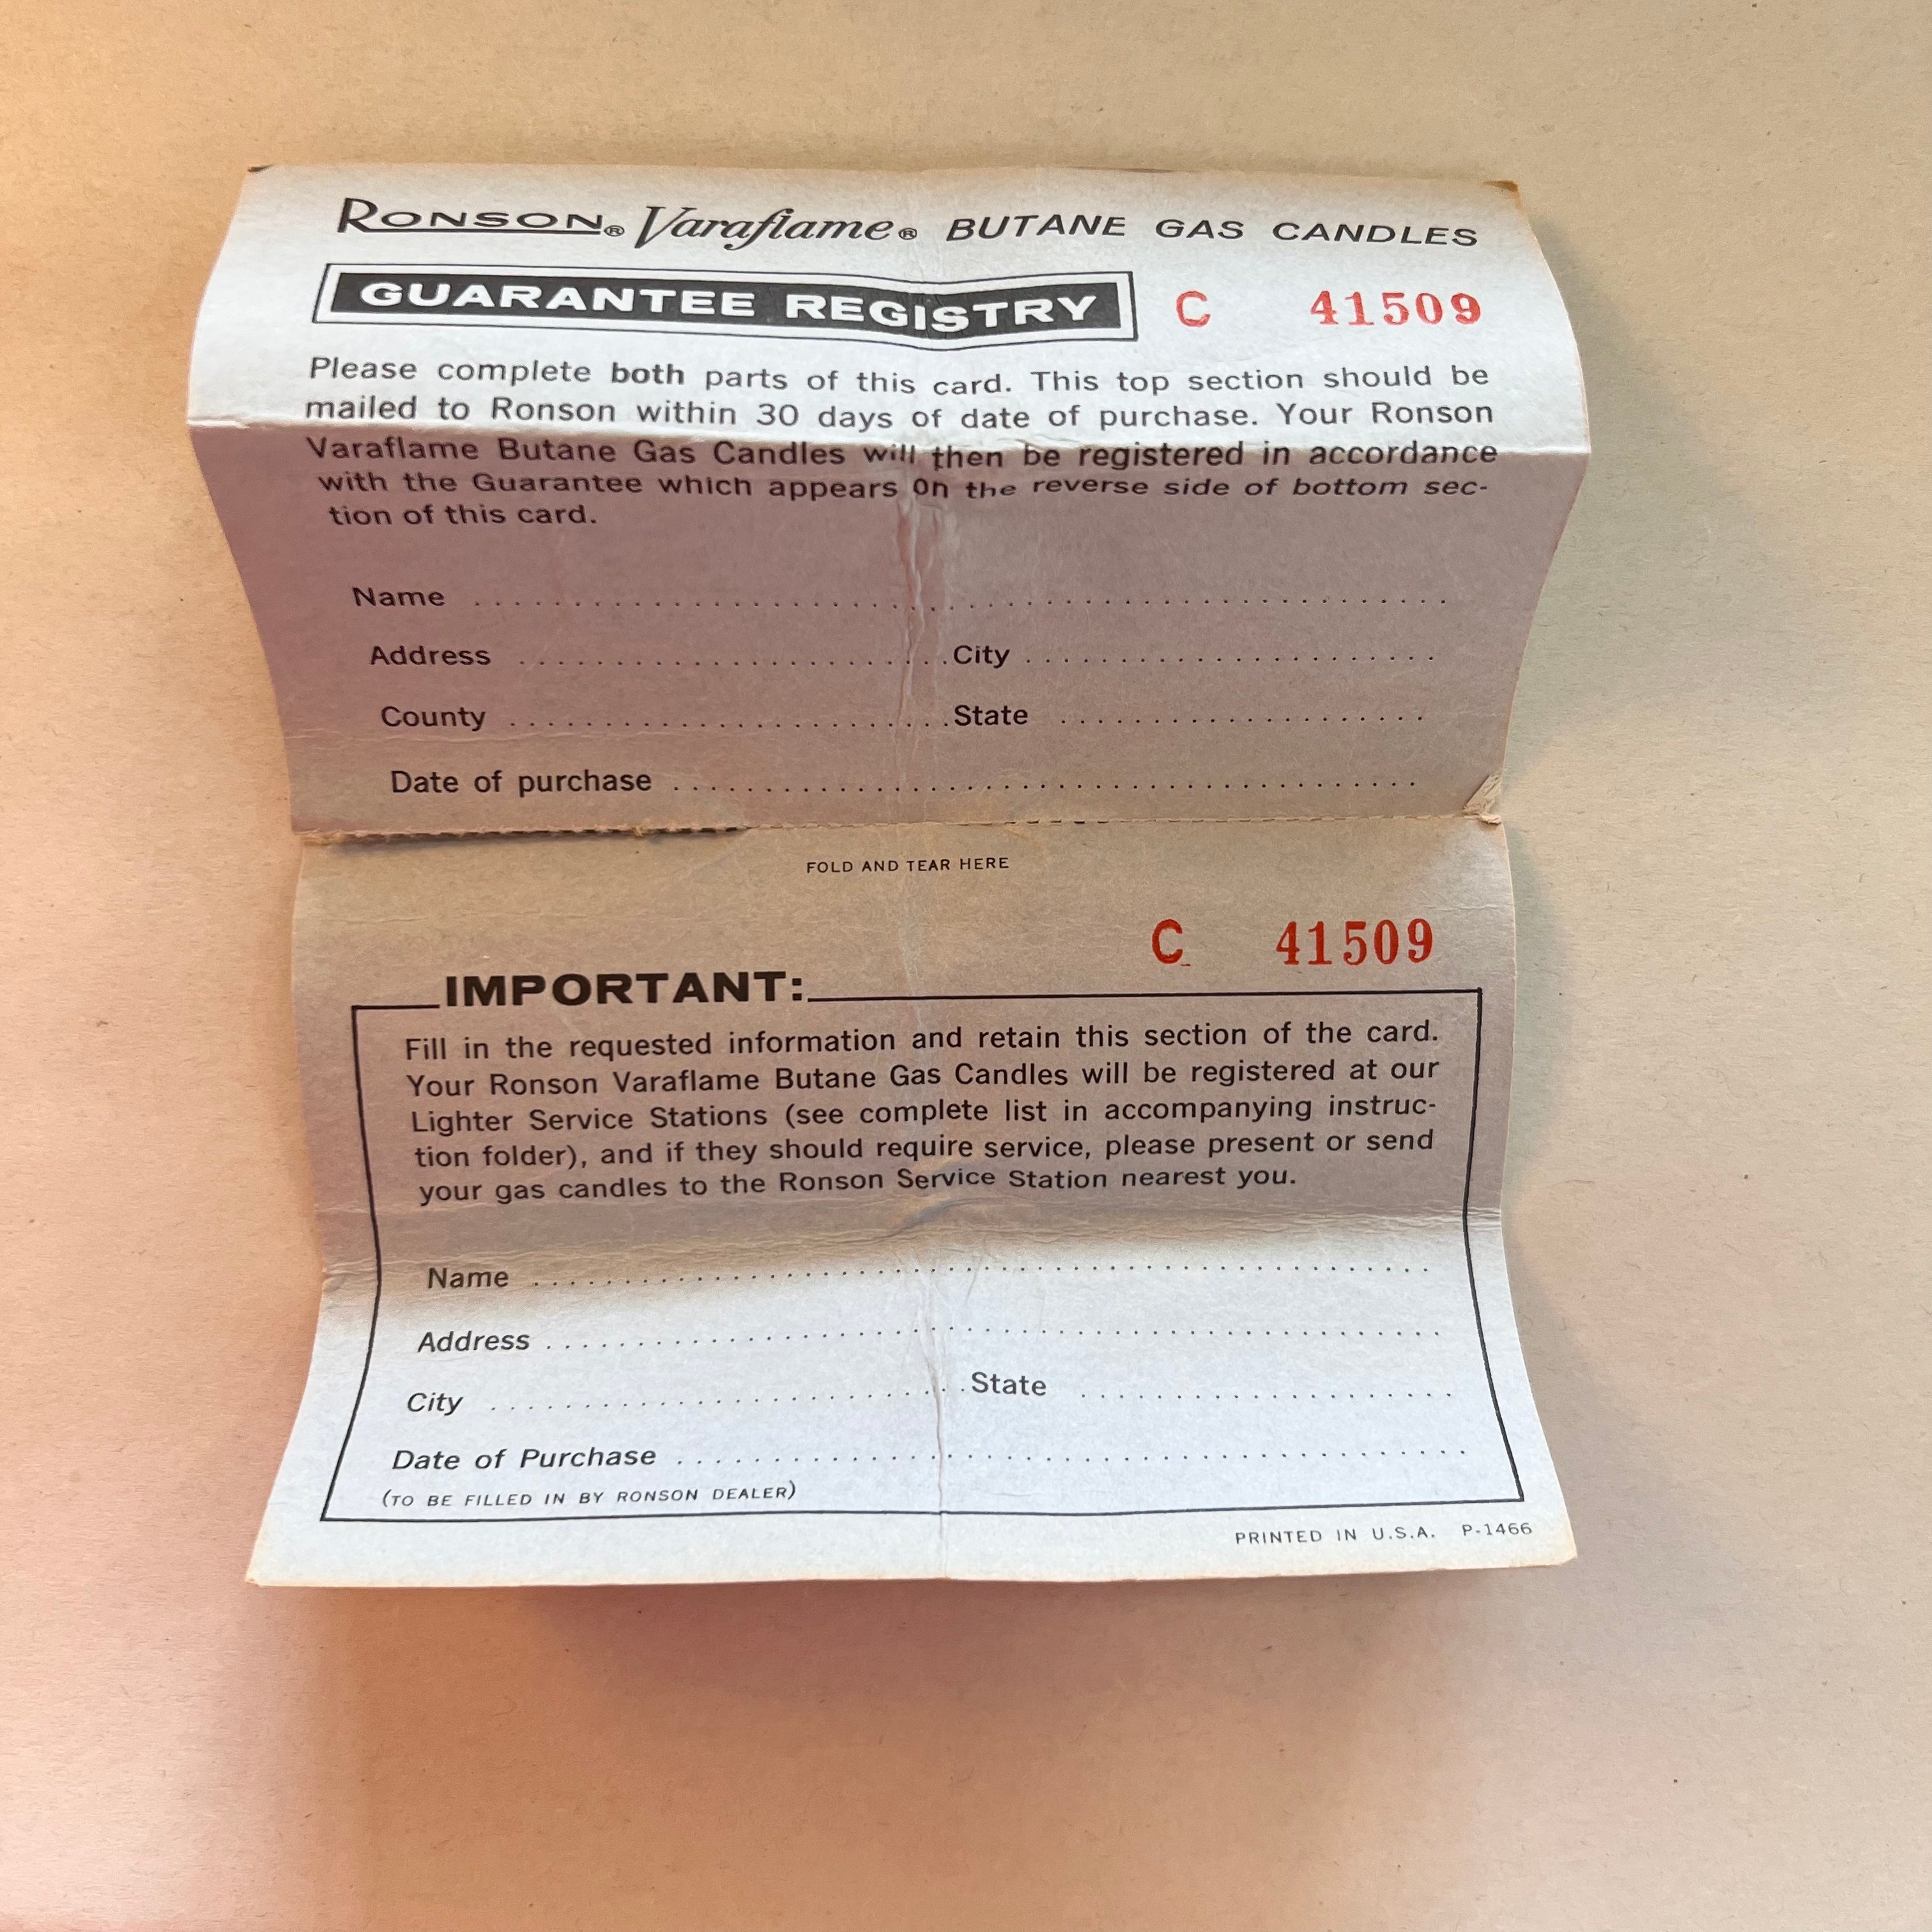 RONSON® Varaflame® BUTANE GAS CANDLES
GUARANTEE REGISTRY C 41509
Please complete both parts of this card. This top section should be
mailed to Ronson within 30 days of date of purchase. Your Ronson
Varaflame Butane Gas Candles will then be registered in accordance
with the Guarantee which appears on the reverse side of bottom sec-
tion of this card.
Name
Address City
County State
Date of purchase
FOLD AND TEAR HERE
C 41509
IMPORTANT:
Fill in the requested information and retain this section of the card.
Your Ronson Varaflame Butane Gas Candles will be registered at our
Lighter Service Stations (see complete list in accompanying instruc-
tion folder), and if they should require service, please present or send
your gas candles to the Ronson Service Station nearest you.
Name
Address
City State
Date of Purchase
(TO BE FILLED IN BY RONSON DEALER)
PRINTED IN U.S.A. P-1466